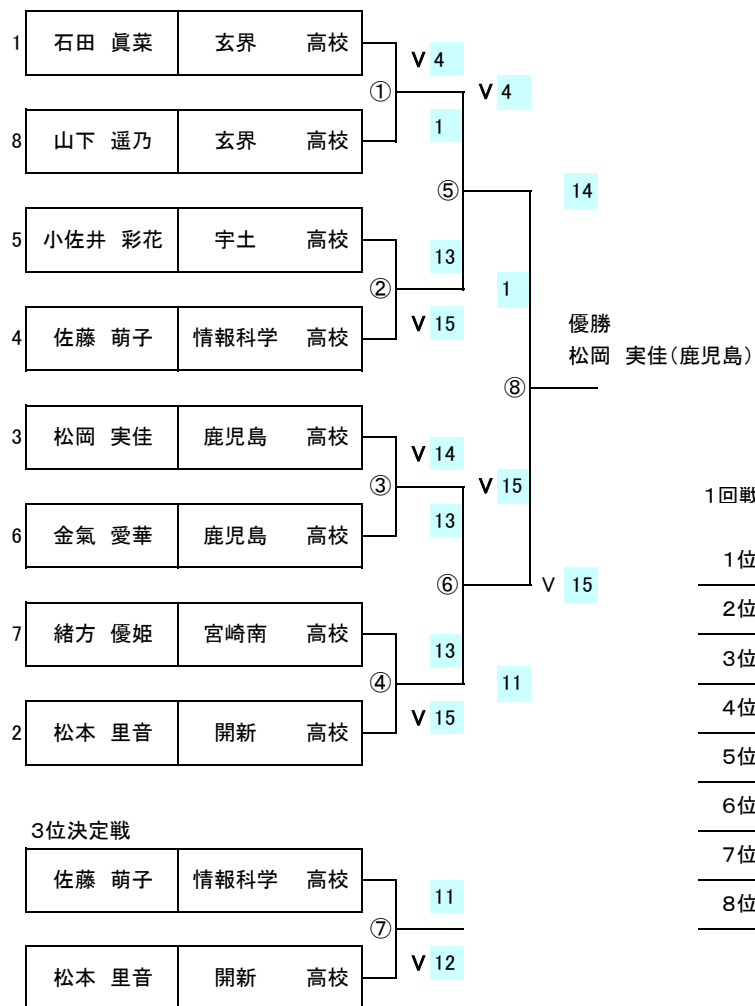 1 石田 眞菜 玄界 高校
V 4
① V 4
1
8 山下 遥乃 玄界 高校
⑤ 14
5 小佐井 彩花 宇土 高校
13
② 1
4 佐藤 萌子 情報科学 高校
V 15
優勝
松岡 実佳(鹿児島)
⑧
3 松岡 実佳 鹿児島 高校
V 14
③ V 15
1回戦
13
6 金氣 愛華 鹿児島 高校
1位
⑥ V 15
2位
7 緒方 優姫 宮崎南 高校
13
3位
④ 11
4位
2 松本 里音 開新 高校
V 15
5位
6位
3位決定戦
7位
佐藤 萌子 情報科学 高校
11
8位
⑦
松本 里音 開新 高校
V 12